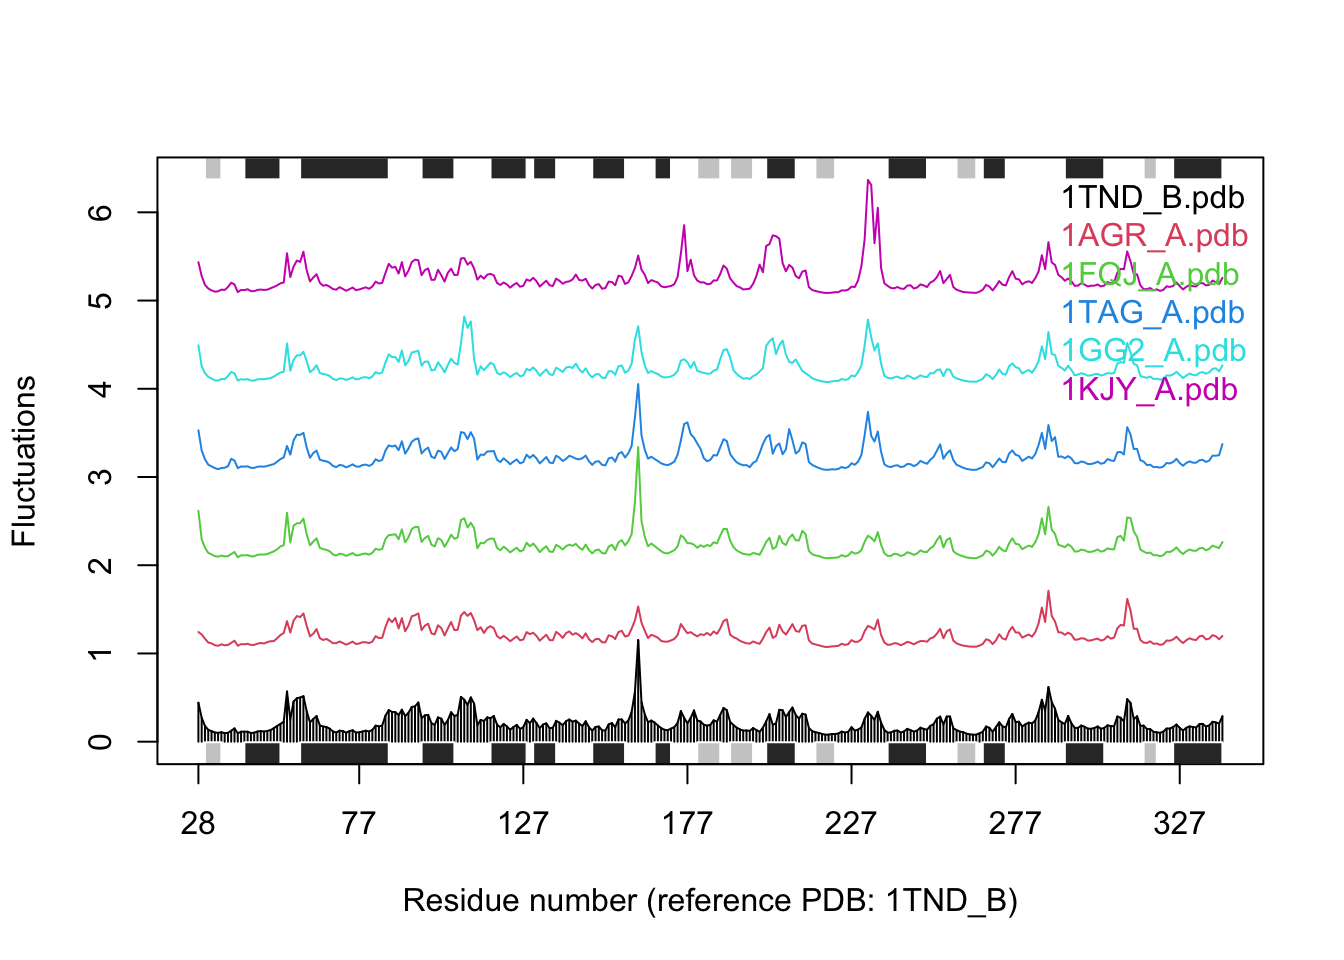 6
5
4
3
2
1
0
Fluctuations
1TND_B.pdb
1AGR_A.pdb
1FQJ_A.pdb
1TAG_A.pdb
1GG2_A.pdb
1KJY_A.pdb
28 77 127 177 227 277 327
Residue number (reference PDB: 1TND_B)